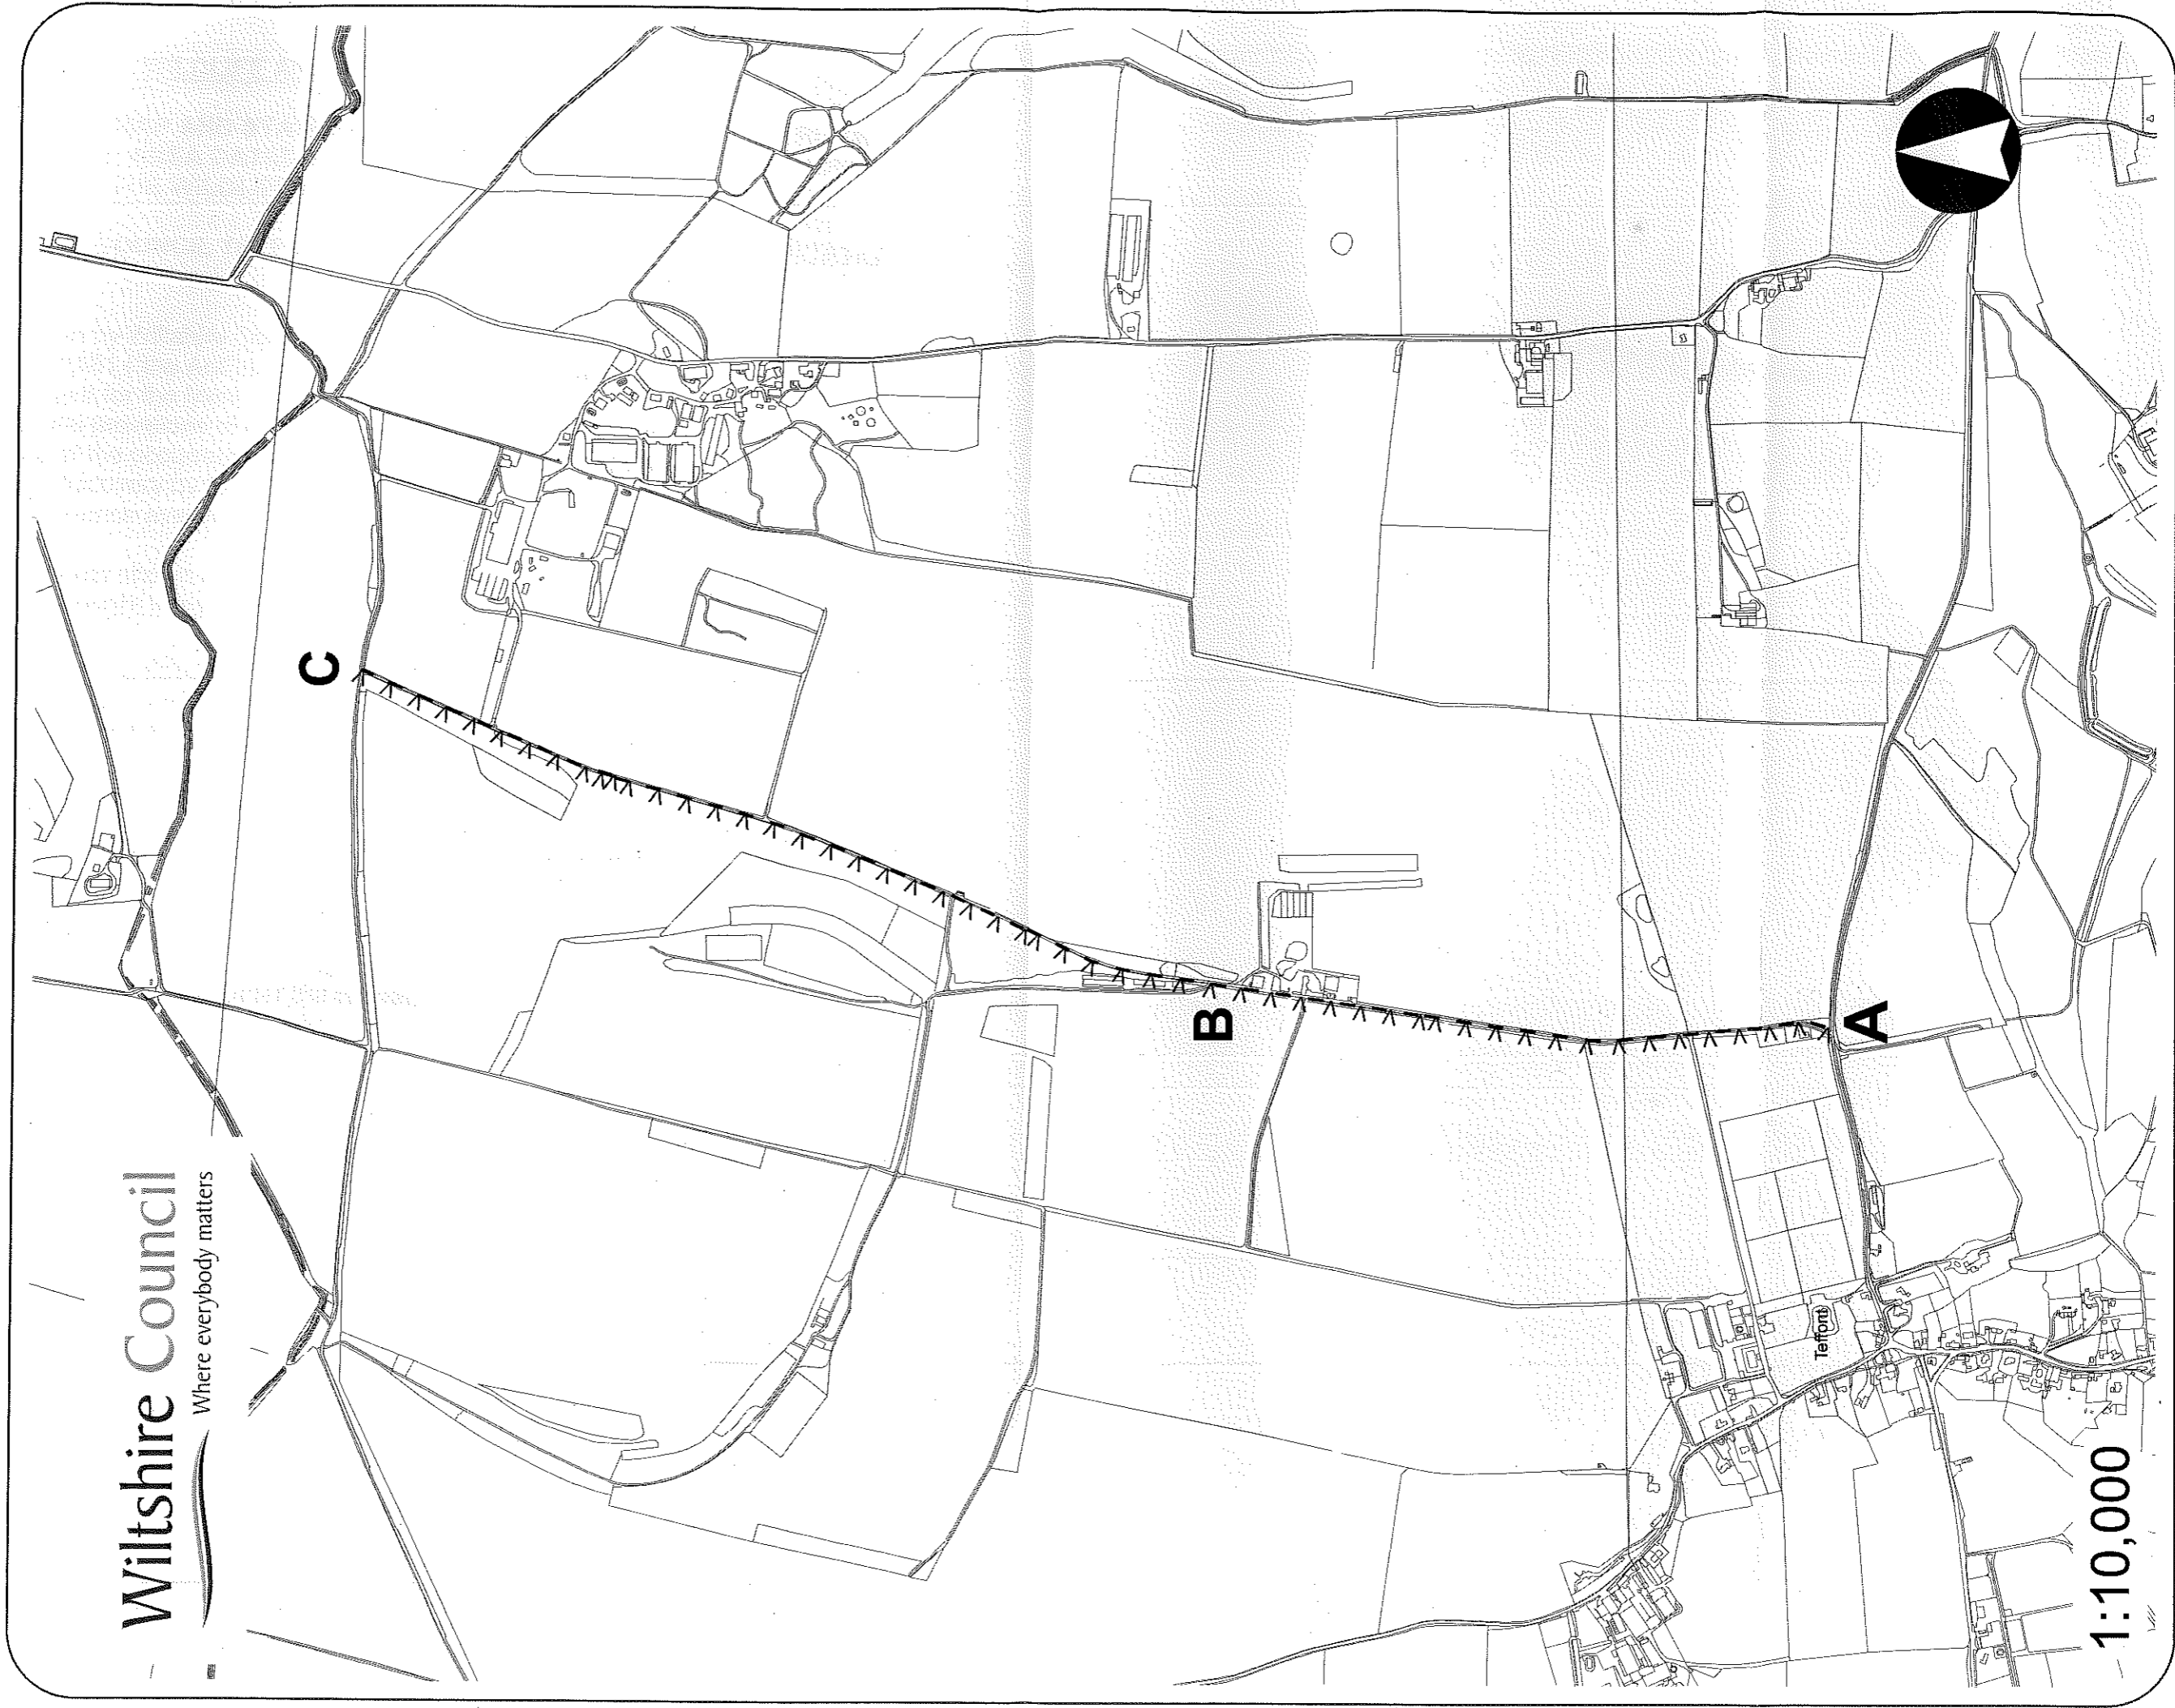 Wiltshire Council
Where everybody matters
C
B
A
Teffont
1:10,000